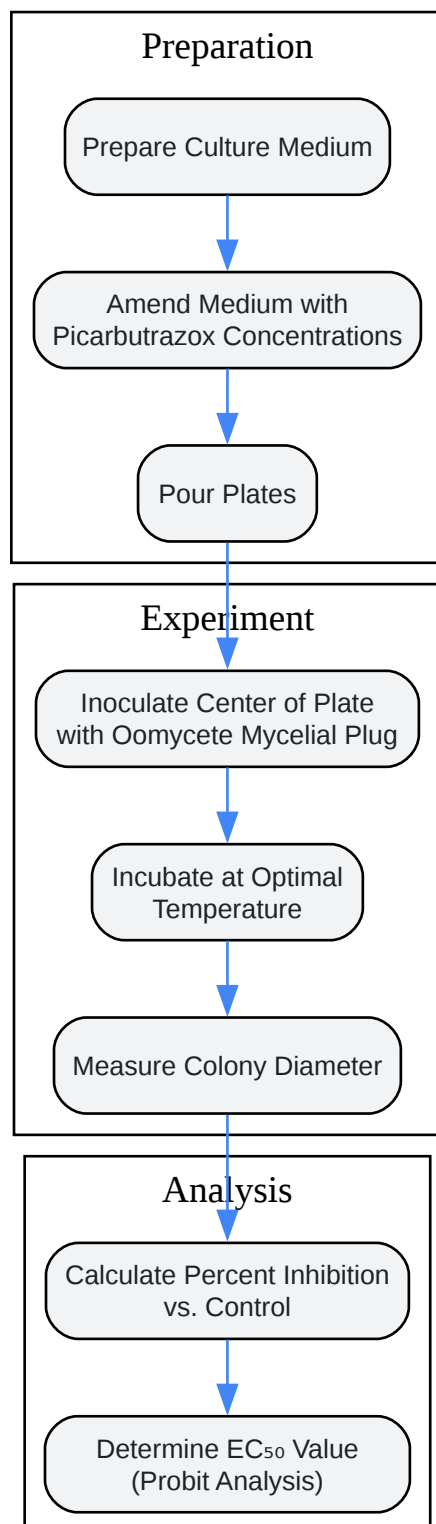 Preparation
Prepare Culture Medium
Amend Medium with
Picarbutrazox Concentrations
Pour Plates
Experiment
Inoculate Center of Plate
with Oomycete Mycelial Plug
Incubate at Optimal
Temperature
Measure Colony Diameter
Analysis
Calculate Percent Inhibition
vs. Control
Determine EC₅₀ Value
(Probit Analysis)